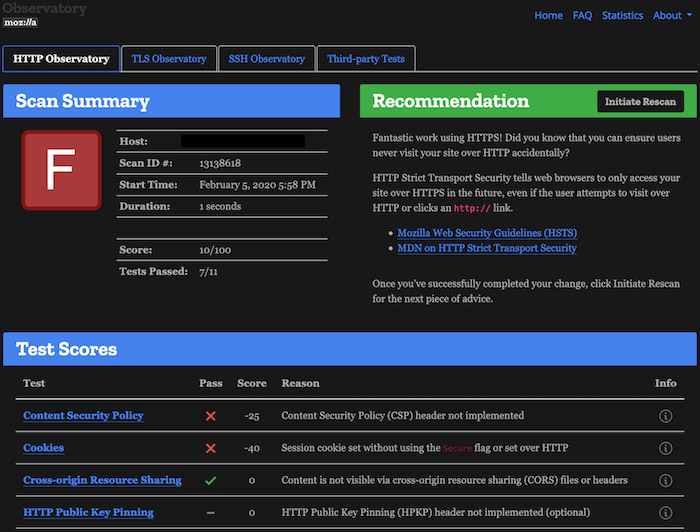 Observatory
moz://a
Home FAQ Statistics About
HTTP Observatory TLS Observatory SSH Observatory Third-party Tests
Scan Summary
F
Host:
Scan ID #: 13138618
Start Time: February 5, 2020 5:58 PM
Duration: 1 seconds
Score: 10/100
Tests Passed: 7/11
Recommendation Initiate Rescan
Fantastic work using HTTPS! Did you know that you can ensure users
never visit your site over HTTP accidentally?
HTTP Strict Transport Security tells web browsers to only access your
site over HTTPS in the future, even if the user attempts to visit over
HTTP or clicks an http:// link.
• Mozilla Web Security Guidelines (HSTS)
• MDN on HTTP Strict Transport Security
Once you've successfully completed your change, click Initiate Rescan
for the next piece of advice.
Test Scores
Test Pass Score Reason Info
Content Security Policy ✕ -25 Content Security Policy (CSP) header not implemented
Cookies ✕ -40 Session cookie set without using the Secure flag or set over HTTP
Cross-origin Resource Sharing ✓ 0 Content is not visible via cross-origin resource sharing (CORS) files or headers
HTTP Public Key Pinning – 0 HTTP Public Key Pinning (HPKP) header not implemented (optional)